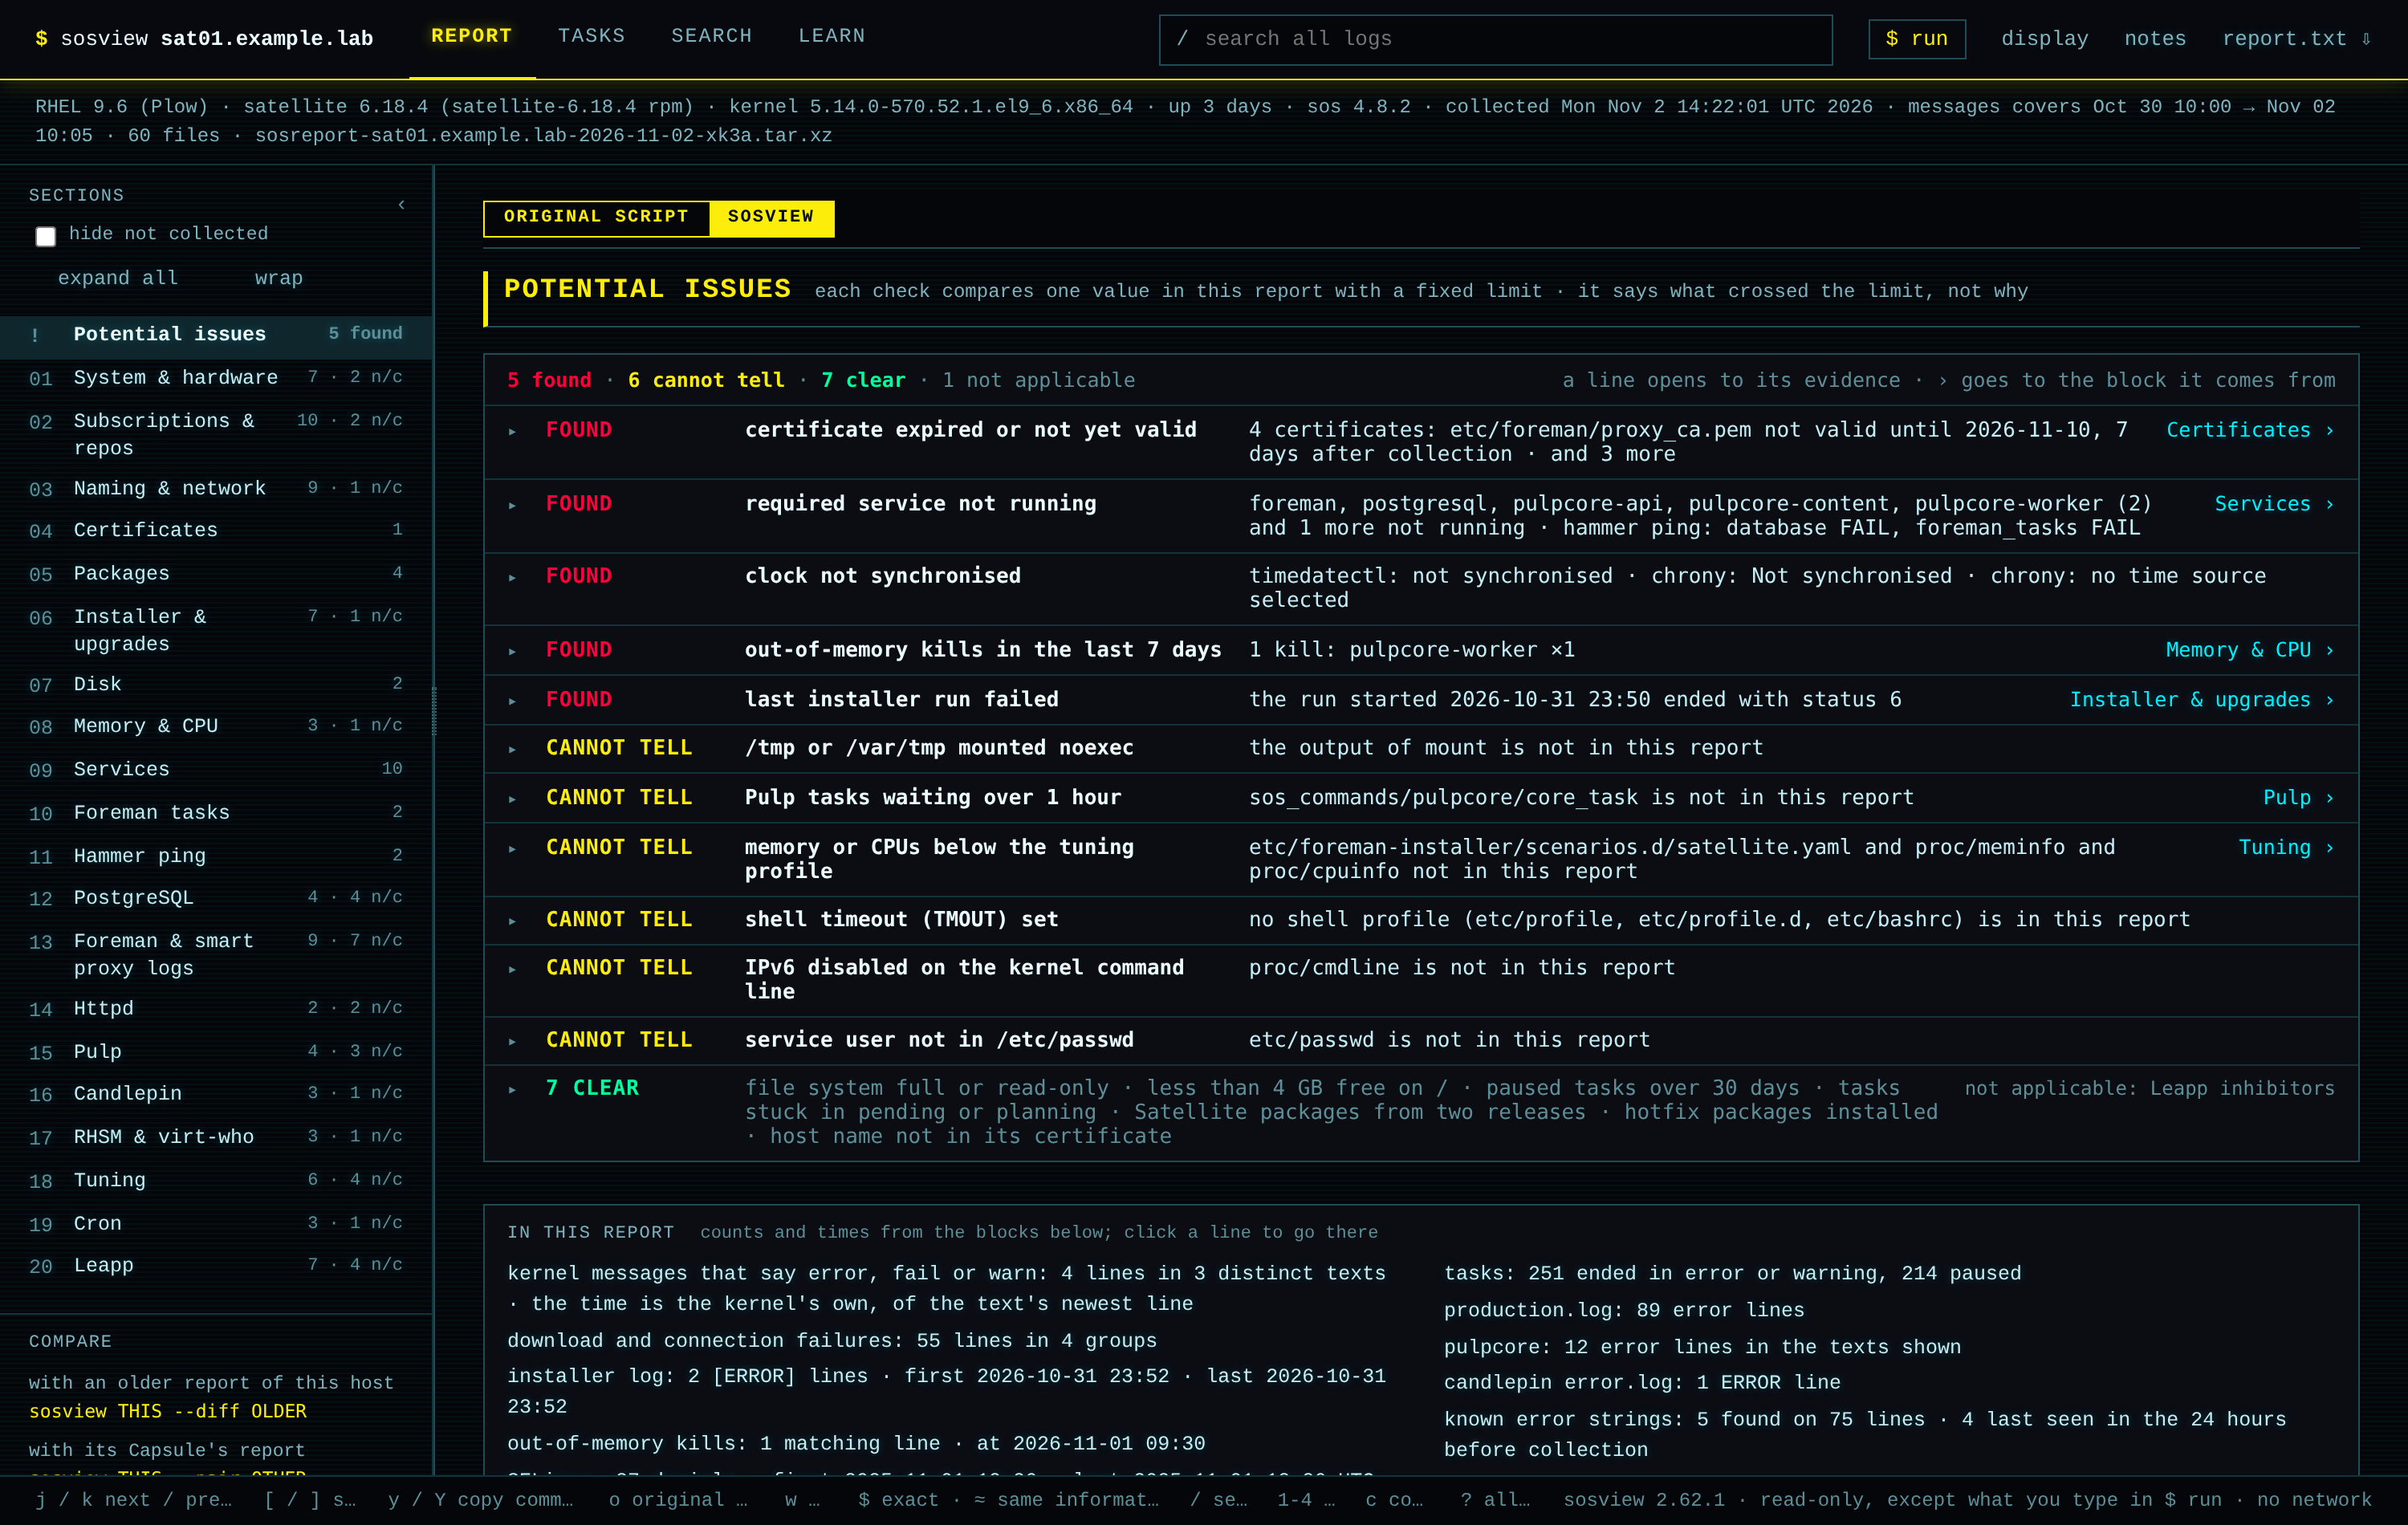 $ sosview sat01.example.lab REPORT TASKS SEARCH LEARN / search all logs $ run display notes report.txt ⇩
RHEL 9.6 (Plow) · satellite 6.18.4 (satellite-6.18.4 rpm) · kernel 5.14.0-570.52.1.el9_6.x86_64 · up 3 days · sos 4.8.2 · collected Mon Nov 2 14:22:01 UTC 2026 · messages covers Oct 30 10:00 → Nov 02
10:05 · 60 files · sosreport-sat01.example.lab-2026-11-02-xk3a.tar.xz
SECTIONS ‹
hide not collected
expand all wrap
! Potential issues 5 found
01 System & hardware 7 · 2 n/c
02 Subscriptions & 10 · 2 n/c
repos
03 Naming & network 9 · 1 n/c
04 Certificates 1
05 Packages 4
06 Installer & 7 · 1 n/c
upgrades
07 Disk 2
08 Memory & CPU 3 · 1 n/c
09 Services 10
10 Foreman tasks 2
11 Hammer ping 2
12 PostgreSQL 4 · 4 n/c
13 Foreman & smart 9 · 7 n/c
proxy logs
14 Httpd 2 · 2 n/c
15 Pulp 4 · 3 n/c
16 Candlepin 3 · 1 n/c
17 RHSM & virt-who 3 · 1 n/c
18 Tuning 6 · 4 n/c
19 Cron 3 · 1 n/c
20 Leapp 7 · 4 n/c
COMPARE
with an older report of this host
sosview THIS --diff OLDER
with its Capsule's report
ORIGINAL SCRIPT SOSVIEW
POTENTIAL ISSUES each check compares one value in this report with a fixed limit · it says what crossed the limit, not why
5 found · 6 cannot tell · 7 clear · 1 not applicable a line opens to its evidence · › goes to the block it comes from
▸ FOUND certificate expired or not yet valid 4 certificates: etc/foreman/proxy_ca.pem not valid until 2026-11-10, 7 Certificates ›
days after collection · and 3 more
▸ FOUND required service not running foreman, postgresql, pulpcore-api, pulpcore-content, pulpcore-worker (2) Services ›
and 1 more not running · hammer ping: database FAIL, foreman_tasks FAIL
▸ FOUND clock not synchronised timedatectl: not synchronised · chrony: Not synchronised · chrony: no time source
selected
▸ FOUND out-of-memory kills in the last 7 days 1 kill: pulpcore-worker ×1 Memory & CPU ›
▸ FOUND last installer run failed the run started 2026-10-31 23:50 ended with status 6 Installer & upgrades ›
▸ CANNOT TELL /tmp or /var/tmp mounted noexec the output of mount is not in this report
▸ CANNOT TELL Pulp tasks waiting over 1 hour sos_commands/pulpcore/core_task is not in this report Pulp ›
▸ CANNOT TELL memory or CPUs below the tuning etc/foreman-installer/scenarios.d/satellite.yaml and proc/meminfo and Tuning ›
profile proc/cpuinfo not in this report
▸ CANNOT TELL shell timeout (TMOUT) set no shell profile (etc/profile, etc/profile.d, etc/bashrc) is in this report
▸ CANNOT TELL IPv6 disabled on the kernel command proc/cmdline is not in this report
line
▸ CANNOT TELL service user not in /etc/passwd etc/passwd is not in this report
▸ 7 CLEAR file system full or read-only · less than 4 GB free on / · paused tasks over 30 days · tasks not applicable: Leapp inhibitors
stuck in pending or planning · Satellite packages from two releases · hotfix packages installed
· host name not in its certificate
IN THIS REPORT counts and times from the blocks below; click a line to go there
kernel messages that say error, fail or warn: 4 lines in 3 distinct texts
· the time is the kernel's own, of the text's newest line
download and connection failures: 55 lines in 4 groups
installer log: 2 [ERROR] lines · first 2026-10-31 23:52 · last 2026-10-31
23:52
out-of-memory kills: 1 matching line · at 2026-11-01 09:30
tasks: 251 ended in error or warning, 214 paused
production.log: 89 error lines
pulpcore: 12 error lines in the texts shown
candlepin error.log: 1 ERROR line
known error strings: 5 found on 75 lines · 4 last seen in the 24 hours
before collection
j / k next / pre… [ / ] s… y / Y copy comm… o original … w … $ exact · ≈ same informat… / se… 1-4 … c co… ? all… sosview 2.62.1 · read-only, except what you type in $ run · no network